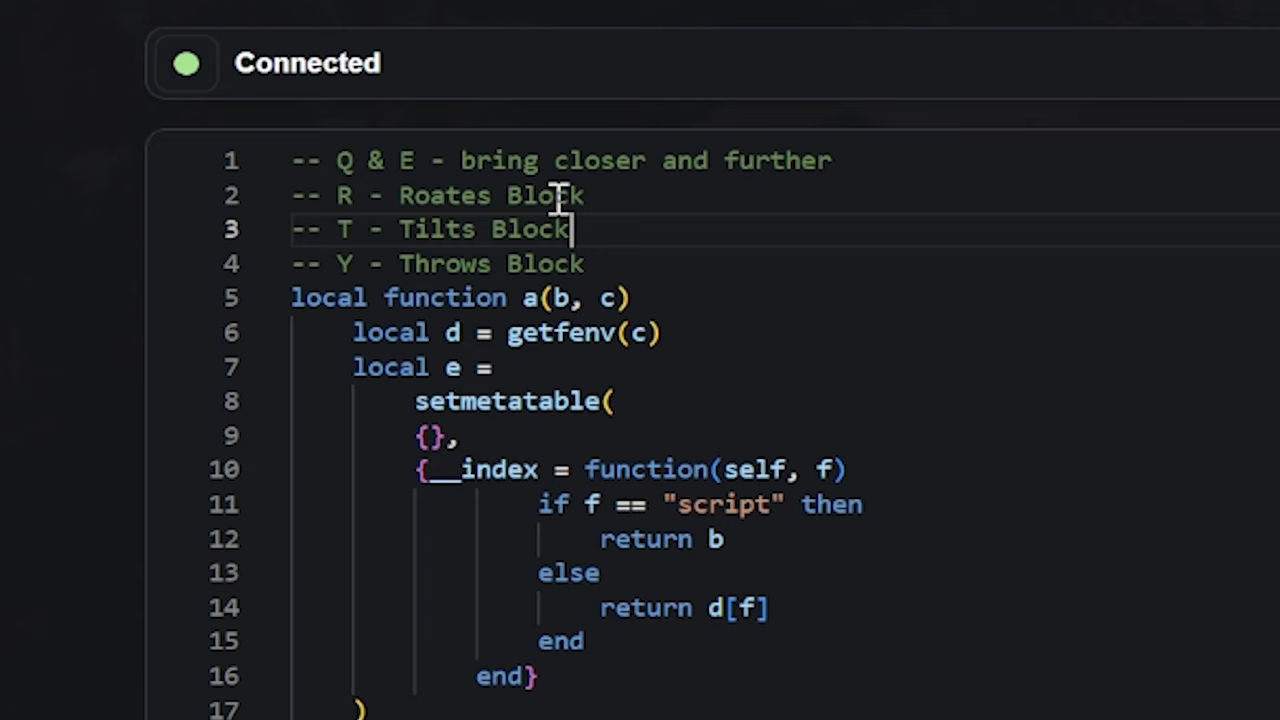 Connected
1 -- Q & E - bring closer and further
2 -- R - Roates Block
3 -- T - Tilts Block
4 -- Y - Throws Block
5 local function a(b, c)
6 local d = getfenv(c)
7 local e =
8 setmetatable(
9 {},
10 {__index = function(self, f)
11 if f == "script" then
12 return b
13 else
14 return d[f]
15 end
16 end}
17 )